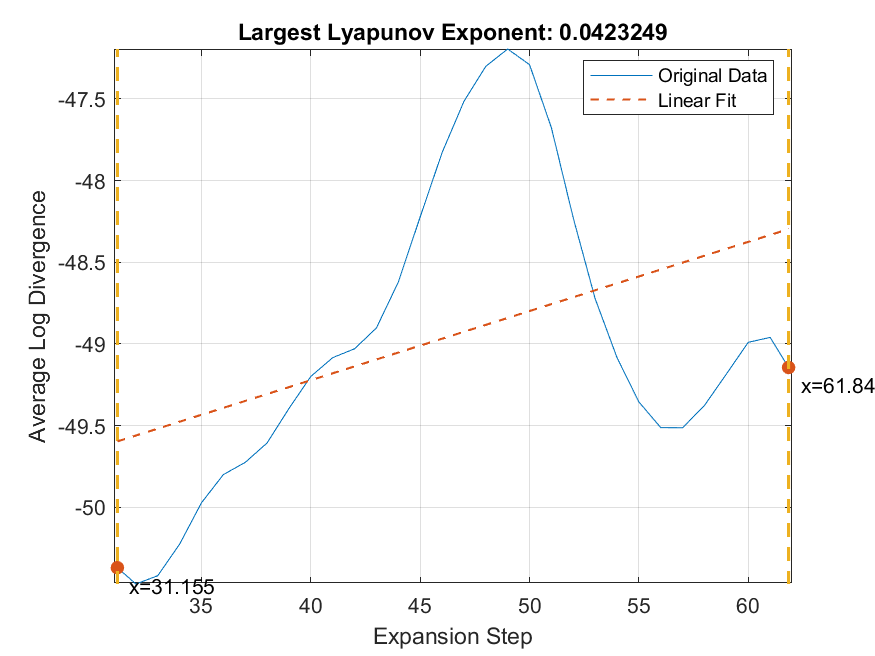 Largest Lyapunov Exponent: 0.0423249
Original Data
Linear Fit
-47.5
-48
-48.5
-49
-49.5
-50
Average Log Divergence
x=61.84
x=31.155
35
40
45
50
55
60
Expansion Step